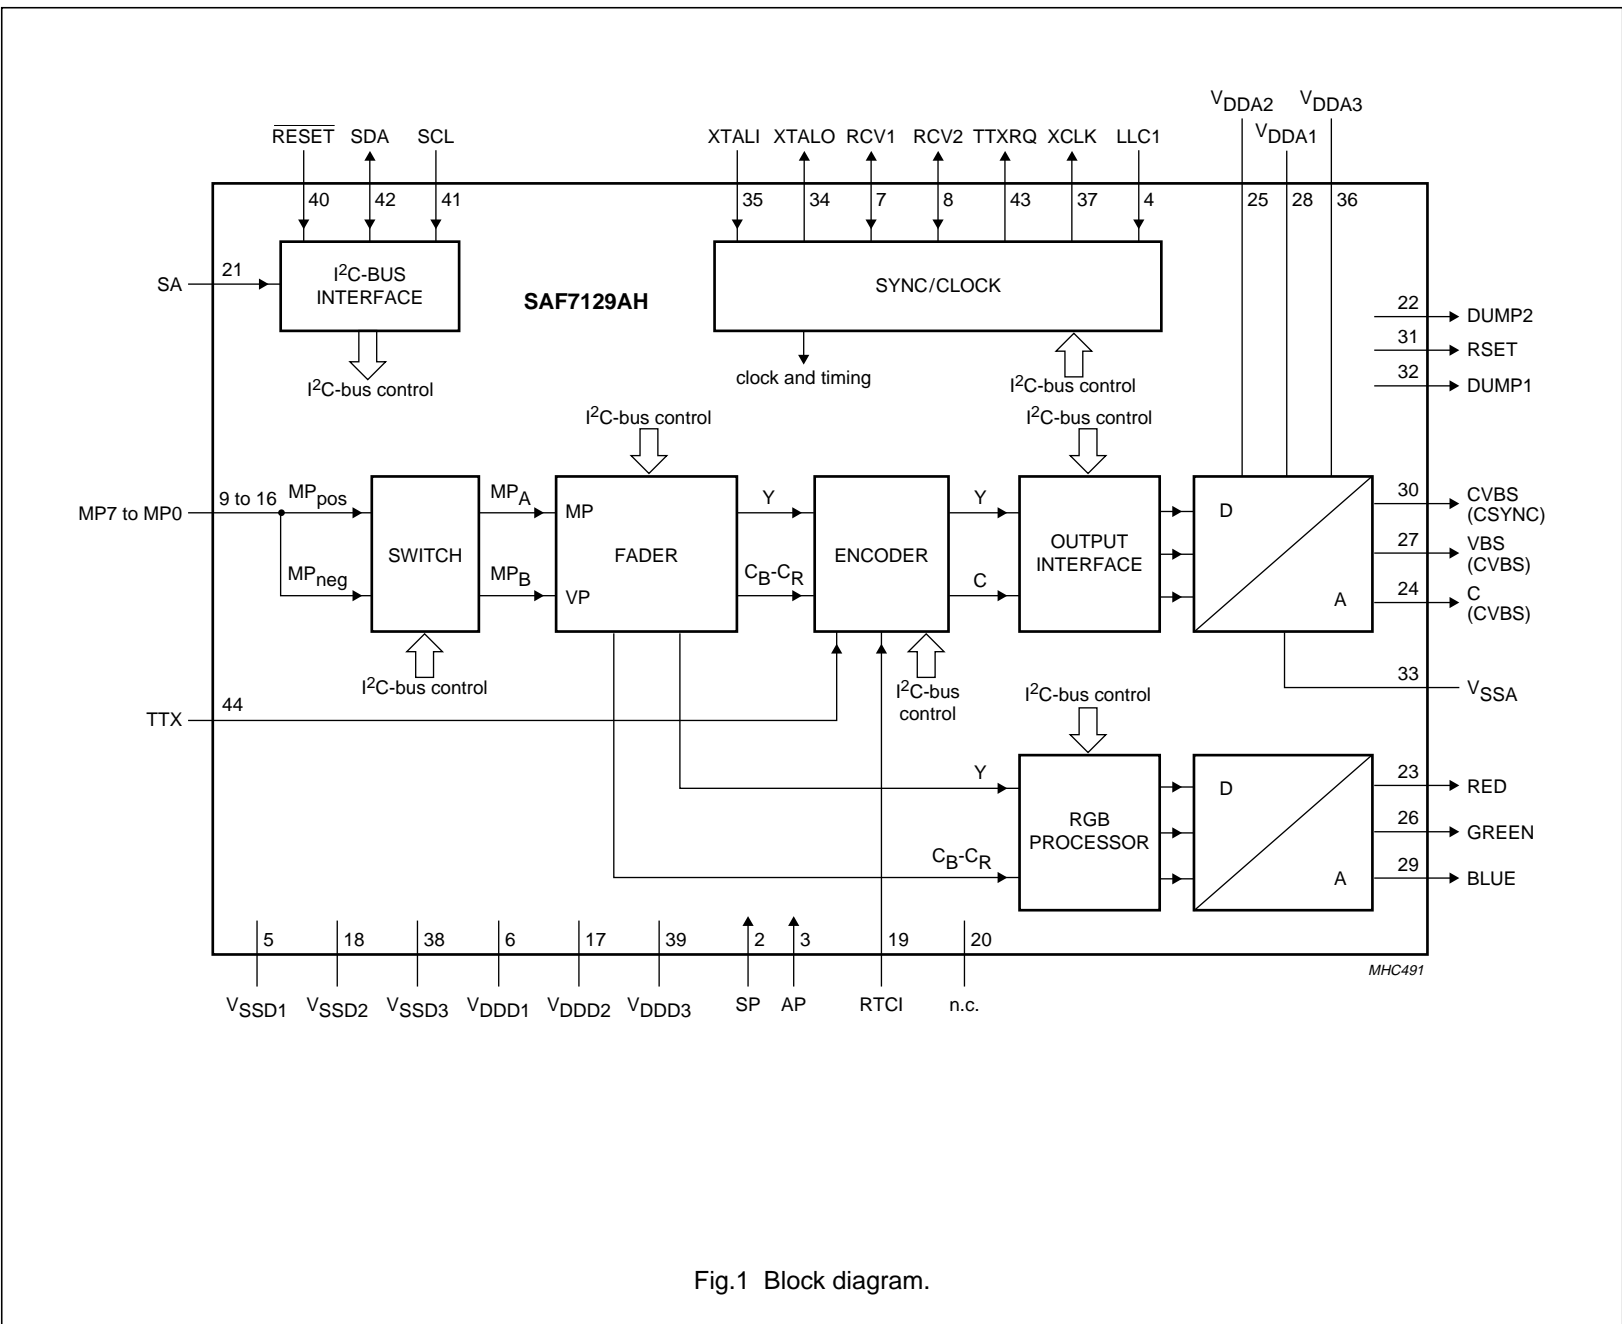 VDDA2 VDDA3
RESET SDA SCL XTALI XTALO RCV1 RCV2 TTXRQ XCLK LLC1 VDDA1
40 42 41 35 34 7 8 43 37 4 25 28 36
SA 21
I2C-BUS
INTERFACE
SAF7129AH
SYNC/CLOCK
22 DUMP2
31 RSET
32 DUMP1
I2C-bus control
clock and timing
I2C-bus control
I2C-bus control
I2C-bus control
MP7 to MP0 9 to 16 MPpos
MPneg
SWITCH
MPA
MPB
MP
FADER
VP
Y
CB-CR
ENCODER
Y
C
OUTPUT
INTERFACE
D
A
30 CVBS
(CSYNC)
27 VBS
(CVBS)
24 C
(CVBS)
I2C-bus control
I2C-bus
control
33 VSSA
TTX 44
I2C-bus control
Y
CB-CR
RGB
PROCESSOR
D
A
23 RED
26 GREEN
29 BLUE
5 18 38 6 17 39 2 3 19 20
MHC491
VSSD1 VSSD2 VSSD3 VDDD1 VDDD2 VDDD3 SP AP RTCI n.c.
Fig.1 Block diagram.